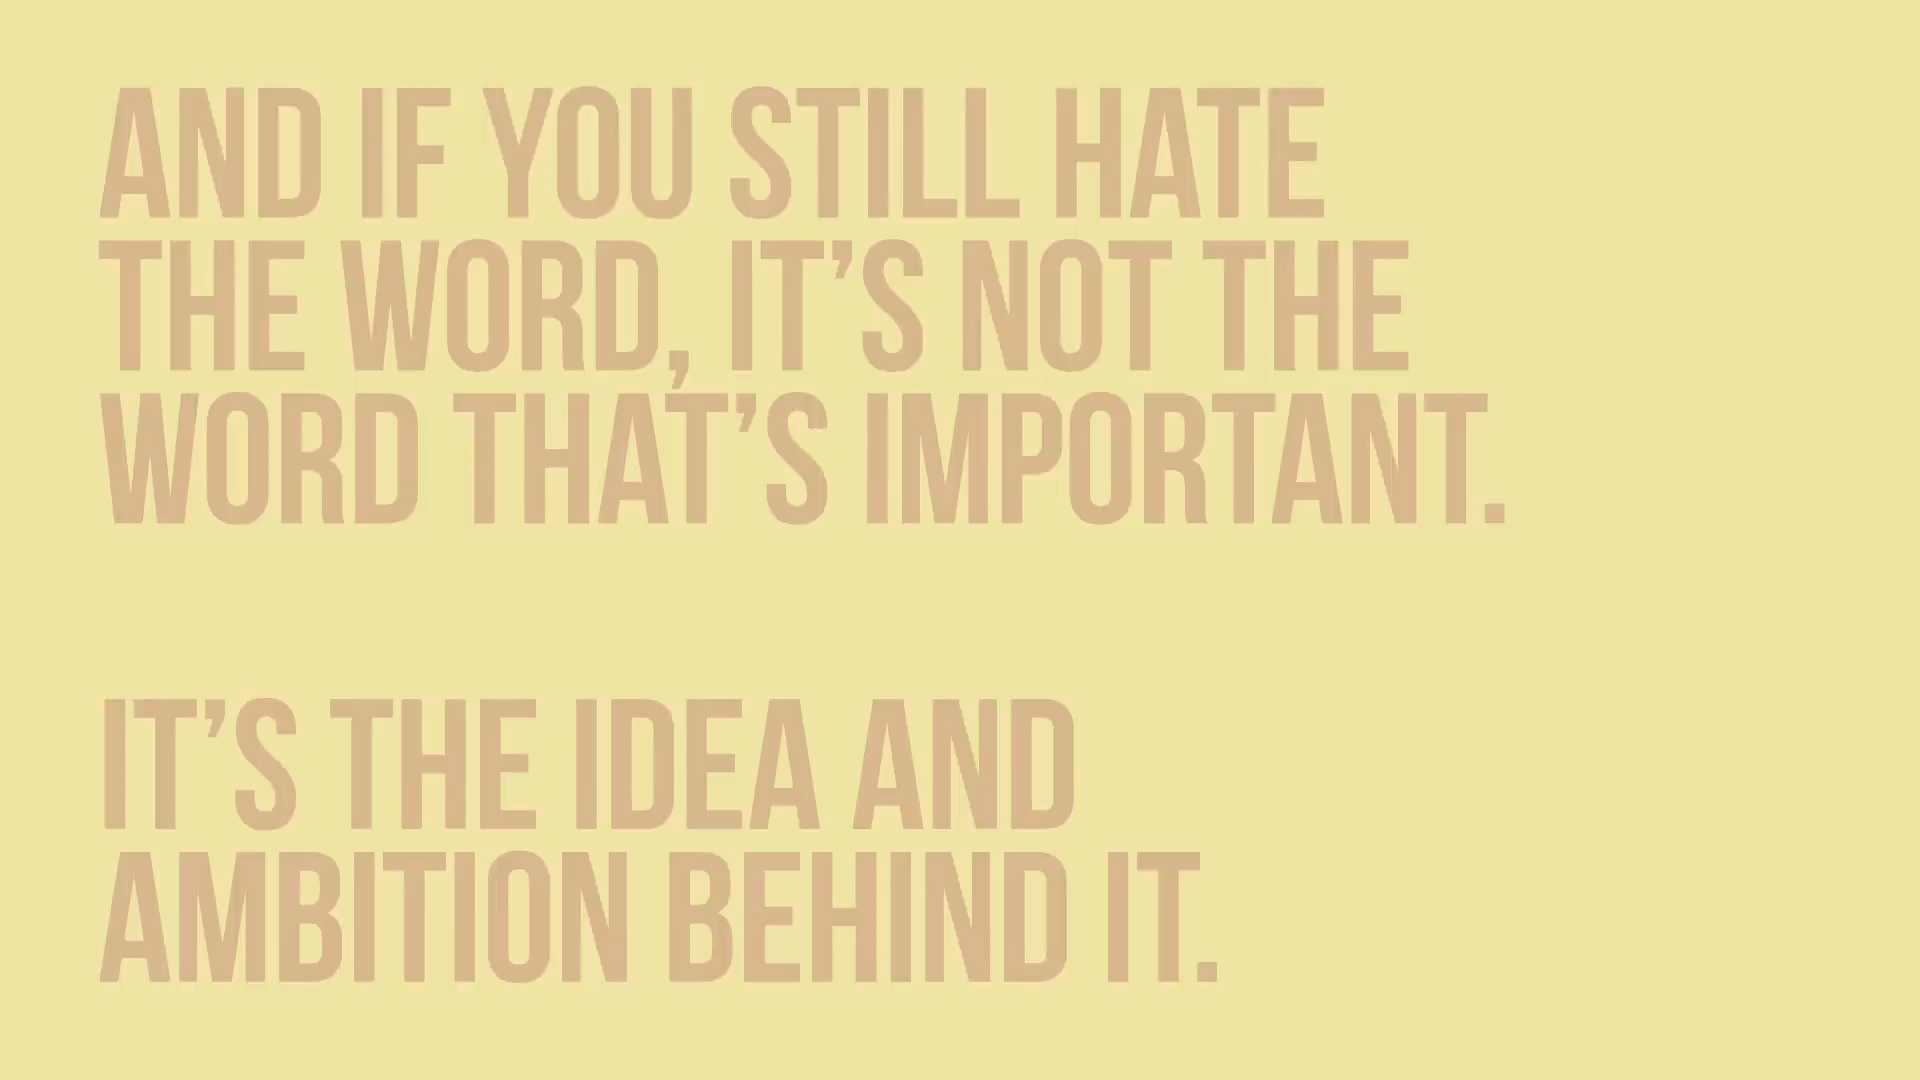 AND IF YOU STILL HATE
THE WORD, IT’S NOT THE
WORD THAT’S IMPORTANT.
IT’S THE IDEA AND
AMBITION BEHIND IT.